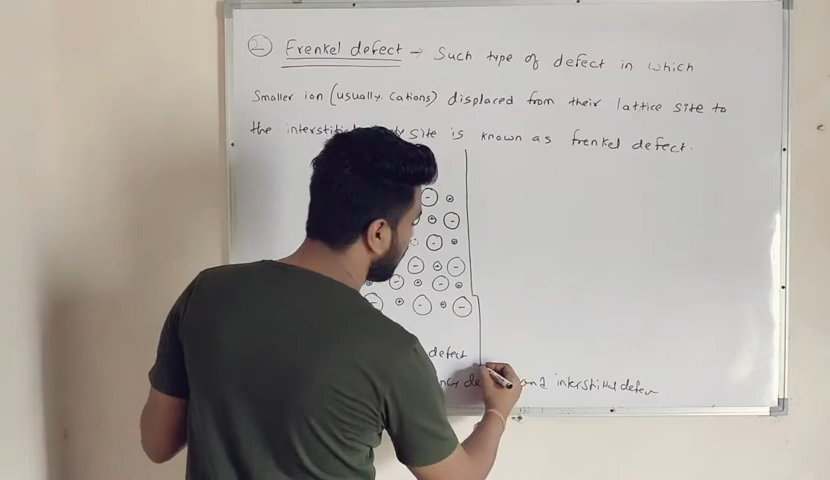 ② Frenkel defect → Such type of defect in which
Smaller ion (usually cations) displaced from their lattice site to
the site is known as frenkel defect.
defect
and interstitial